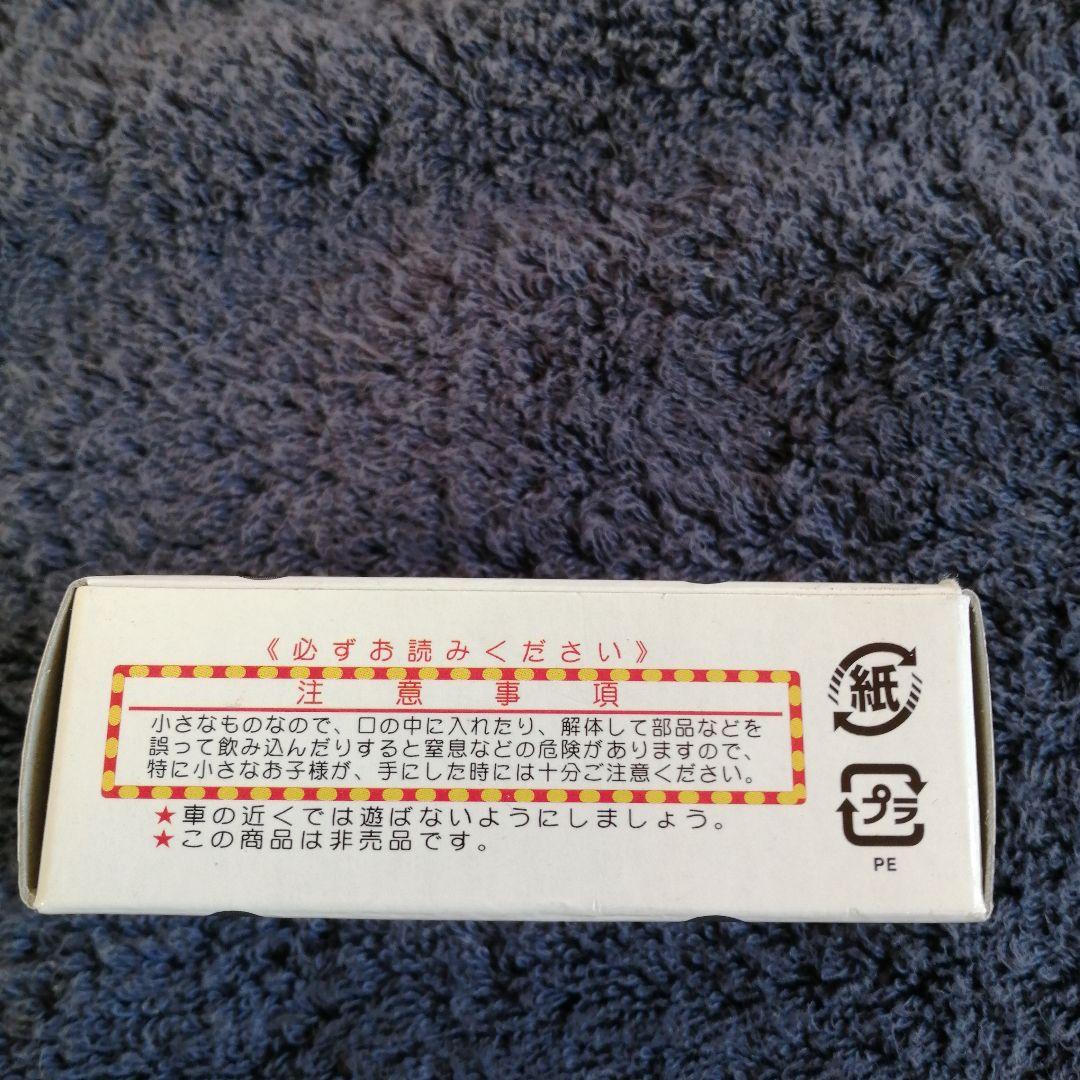 《必ずお読みください》
注意事項
小さなものなので、口の中に入れたり、解体して部品などを
誤って飲み込んだりすると窒息などの危険がありますので、
特に小さなお子様が、手にした時には十分ご注意ください。
★車の近くでは遊ばないようにしましょう。
★この商品は非売品です。
紙
プラ
PE